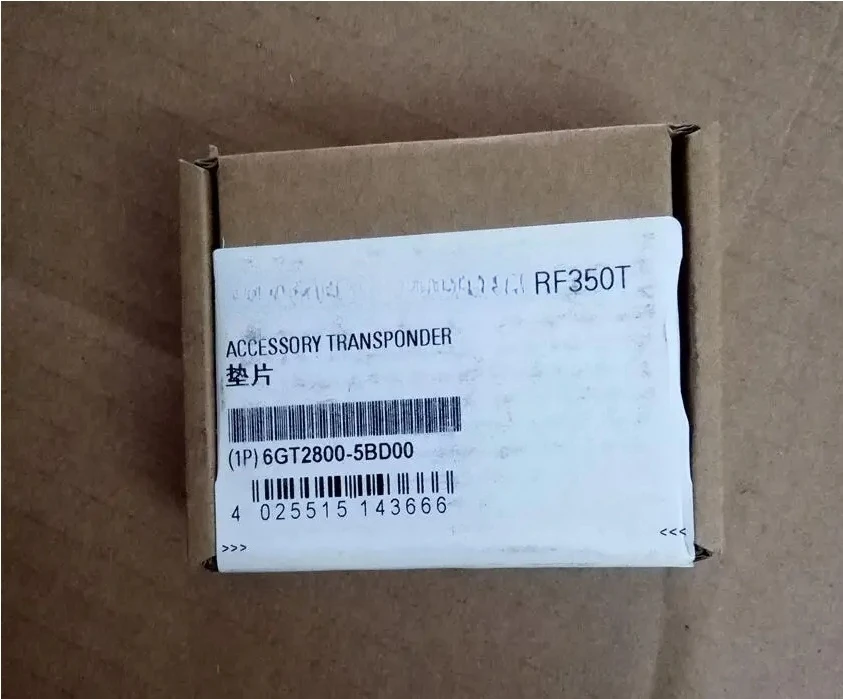 RF350T
ACCESSORY TRANSPONDER
垫片
(1P) 6GT2800-5BD00
4 025515 143666
>>> <<<